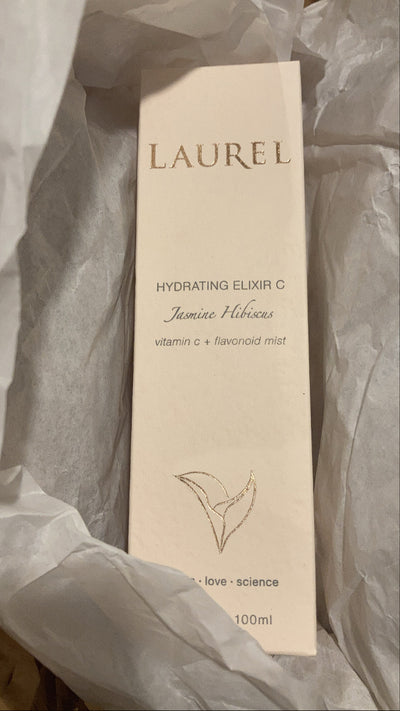 LAUREL
HYDRATING ELIXIR C
Jasmine Hibiscus
vitamin c + flavonoid mist
· love · science
100ml